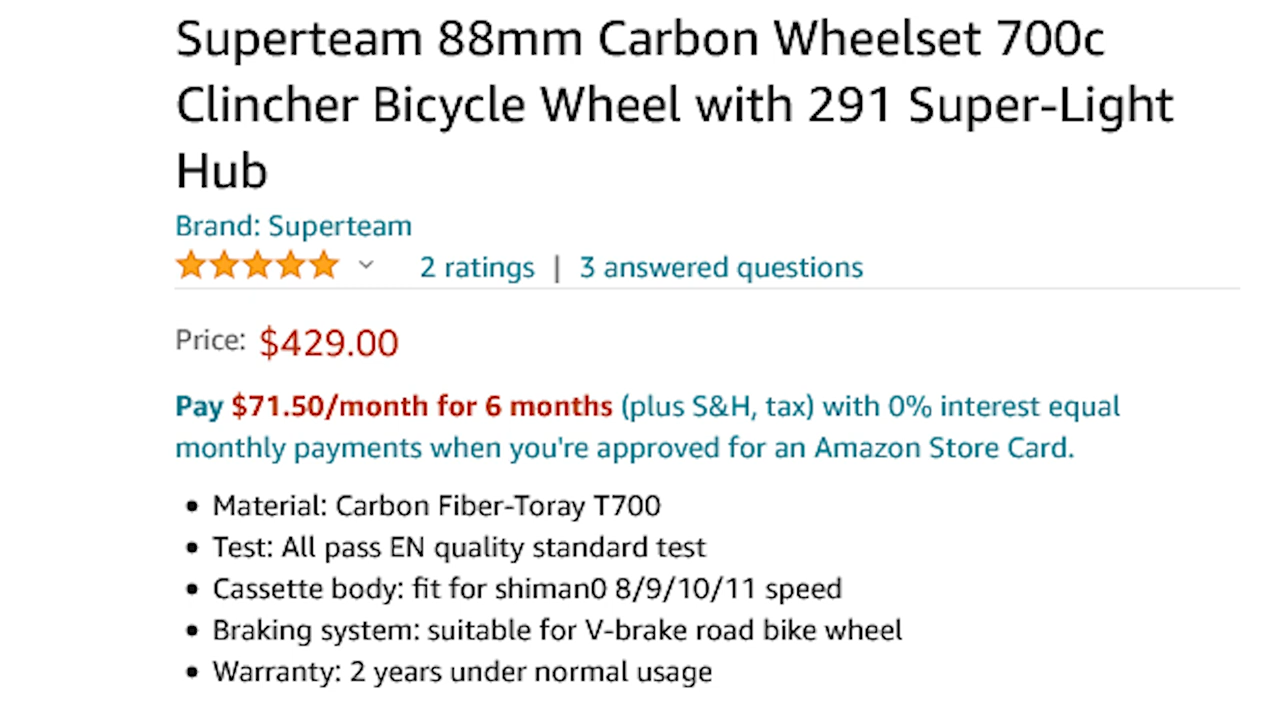 Superteam 88mm Carbon Wheelset 700c
Clincher Bicycle Wheel with 291 Super-Light
Hub
Brand: Superteam
2 ratings | 3 answered questions
Price: $429.00
Pay $71.50/month for 6 months (plus S&H, tax) with 0% interest equal
monthly payments when you're approved for an Amazon Store Card.
• Material: Carbon Fiber-Toray T700
• Test: All pass EN quality standard test
• Cassette body: fit for shiman0 8/9/10/11 speed
• Braking system: suitable for V-brake road bike wheel
• Warranty: 2 years under normal usage